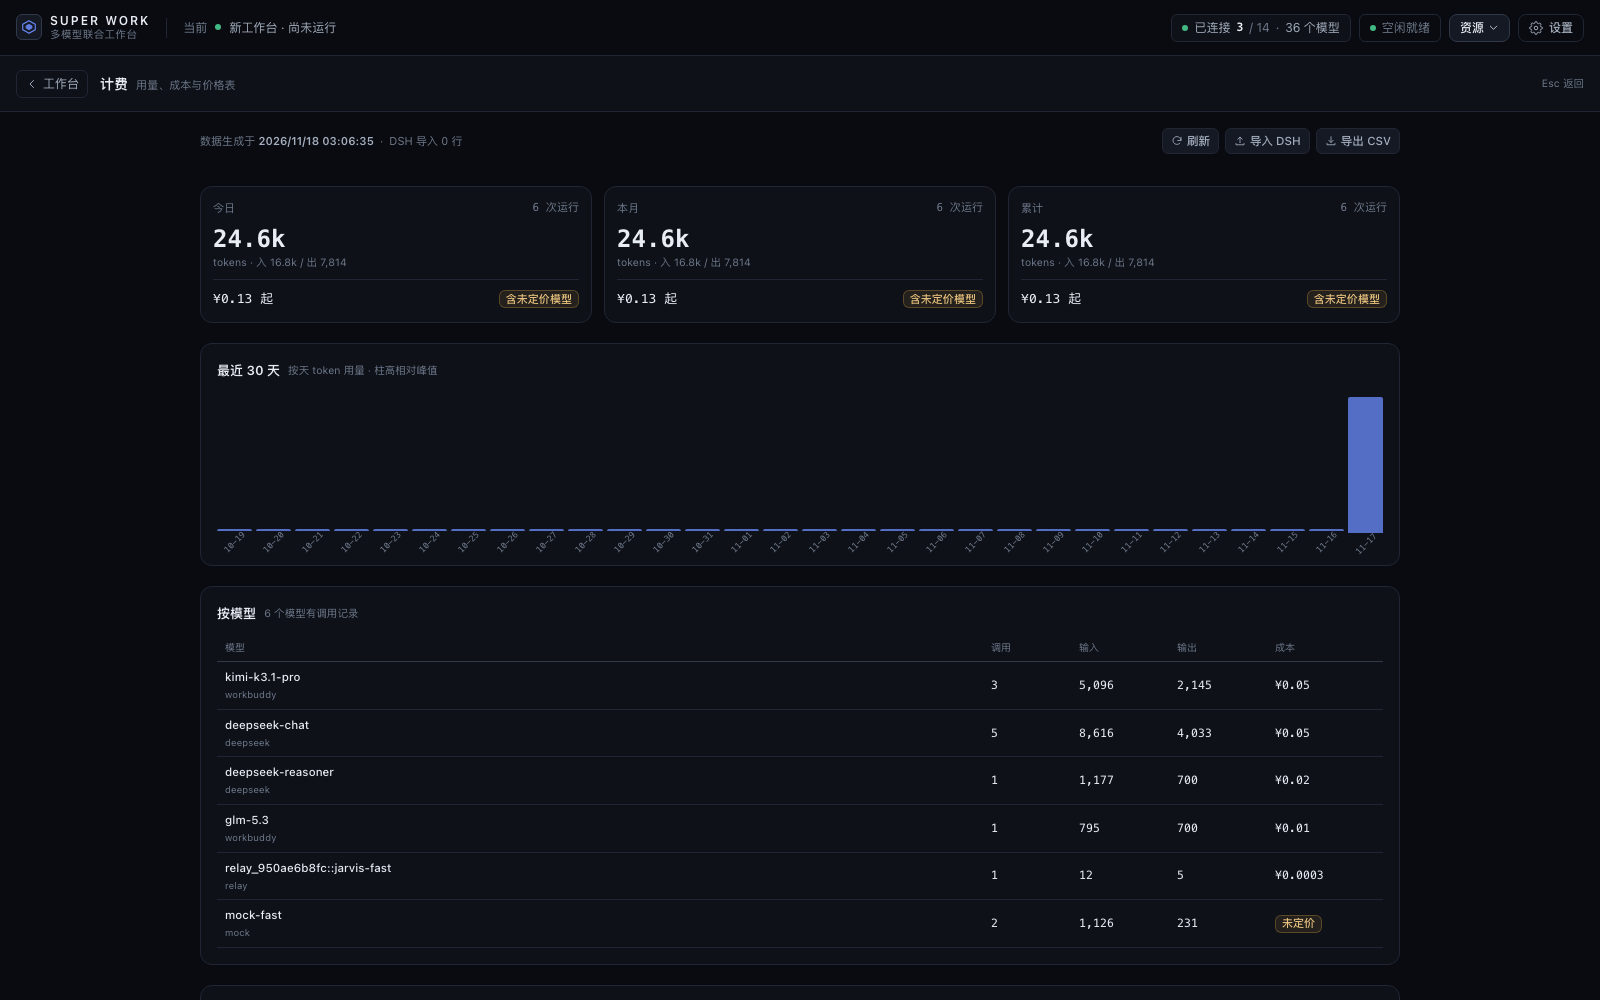 SUPER WORK
多模型联合工作台
当前 新工作台 · 尚未运行
已连接 3 / 14 · 36 个模型
空闲就绪
资源
设置
工作台
计费 用量、成本与价格表
Esc 返回
数据生成于 2026/11/18 03:06:35 · DSH 导入 0 行
刷新
导入 DSH
导出 CSV
今日 6 次运行
24.6k
tokens · 入 16.8k / 出 7,814
¥0.13 起 含未定价模型
本月 6 次运行
24.6k
tokens · 入 16.8k / 出 7,814
¥0.13 起 含未定价模型
累计 6 次运行
24.6k
tokens · 入 16.8k / 出 7,814
¥0.13 起 含未定价模型
最近 30 天 按天 token 用量 · 柱高相对峰值
10-19 10-20 10-21 10-22 10-23 10-24 10-25 10-26 10-27 10-28 10-29 10-30 10-31 11-01 11-02 11-03 11-04 11-05 11-06 11-07 11-08 11-09 11-10 11-11 11-12 11-13 11-14 11-15 11-16 11-17
按模型 6 个模型有调用记录
模型 调用 输入 输出 成本
kimi-k3.1-pro
workbuddy
3 5,096 2,145 ¥0.05
deepseek-chat
deepseek
5 8,616 4,033 ¥0.05
deepseek-reasoner
deepseek
1 1,177 700 ¥0.02
glm-5.3
workbuddy
1 795 700 ¥0.01
relay_950ae6b8fc::jarvis-fast
relay
1 12 5 ¥0.0003
mock-fast
mock
2 1,126 231 未定价